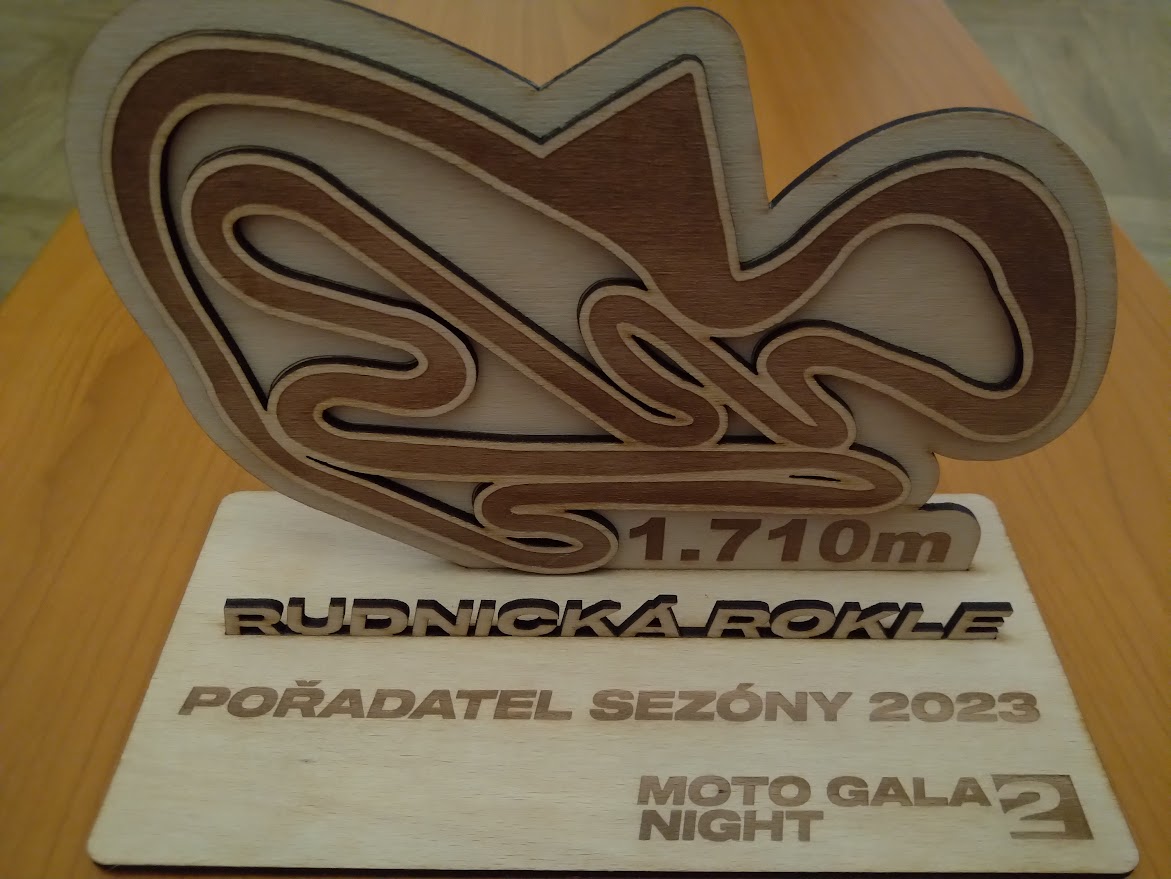 1.710m
RUDNICKÁ ROKLE
POŘADATEL SEZÓNY 2023
MOTO GALA 2
NIGHT